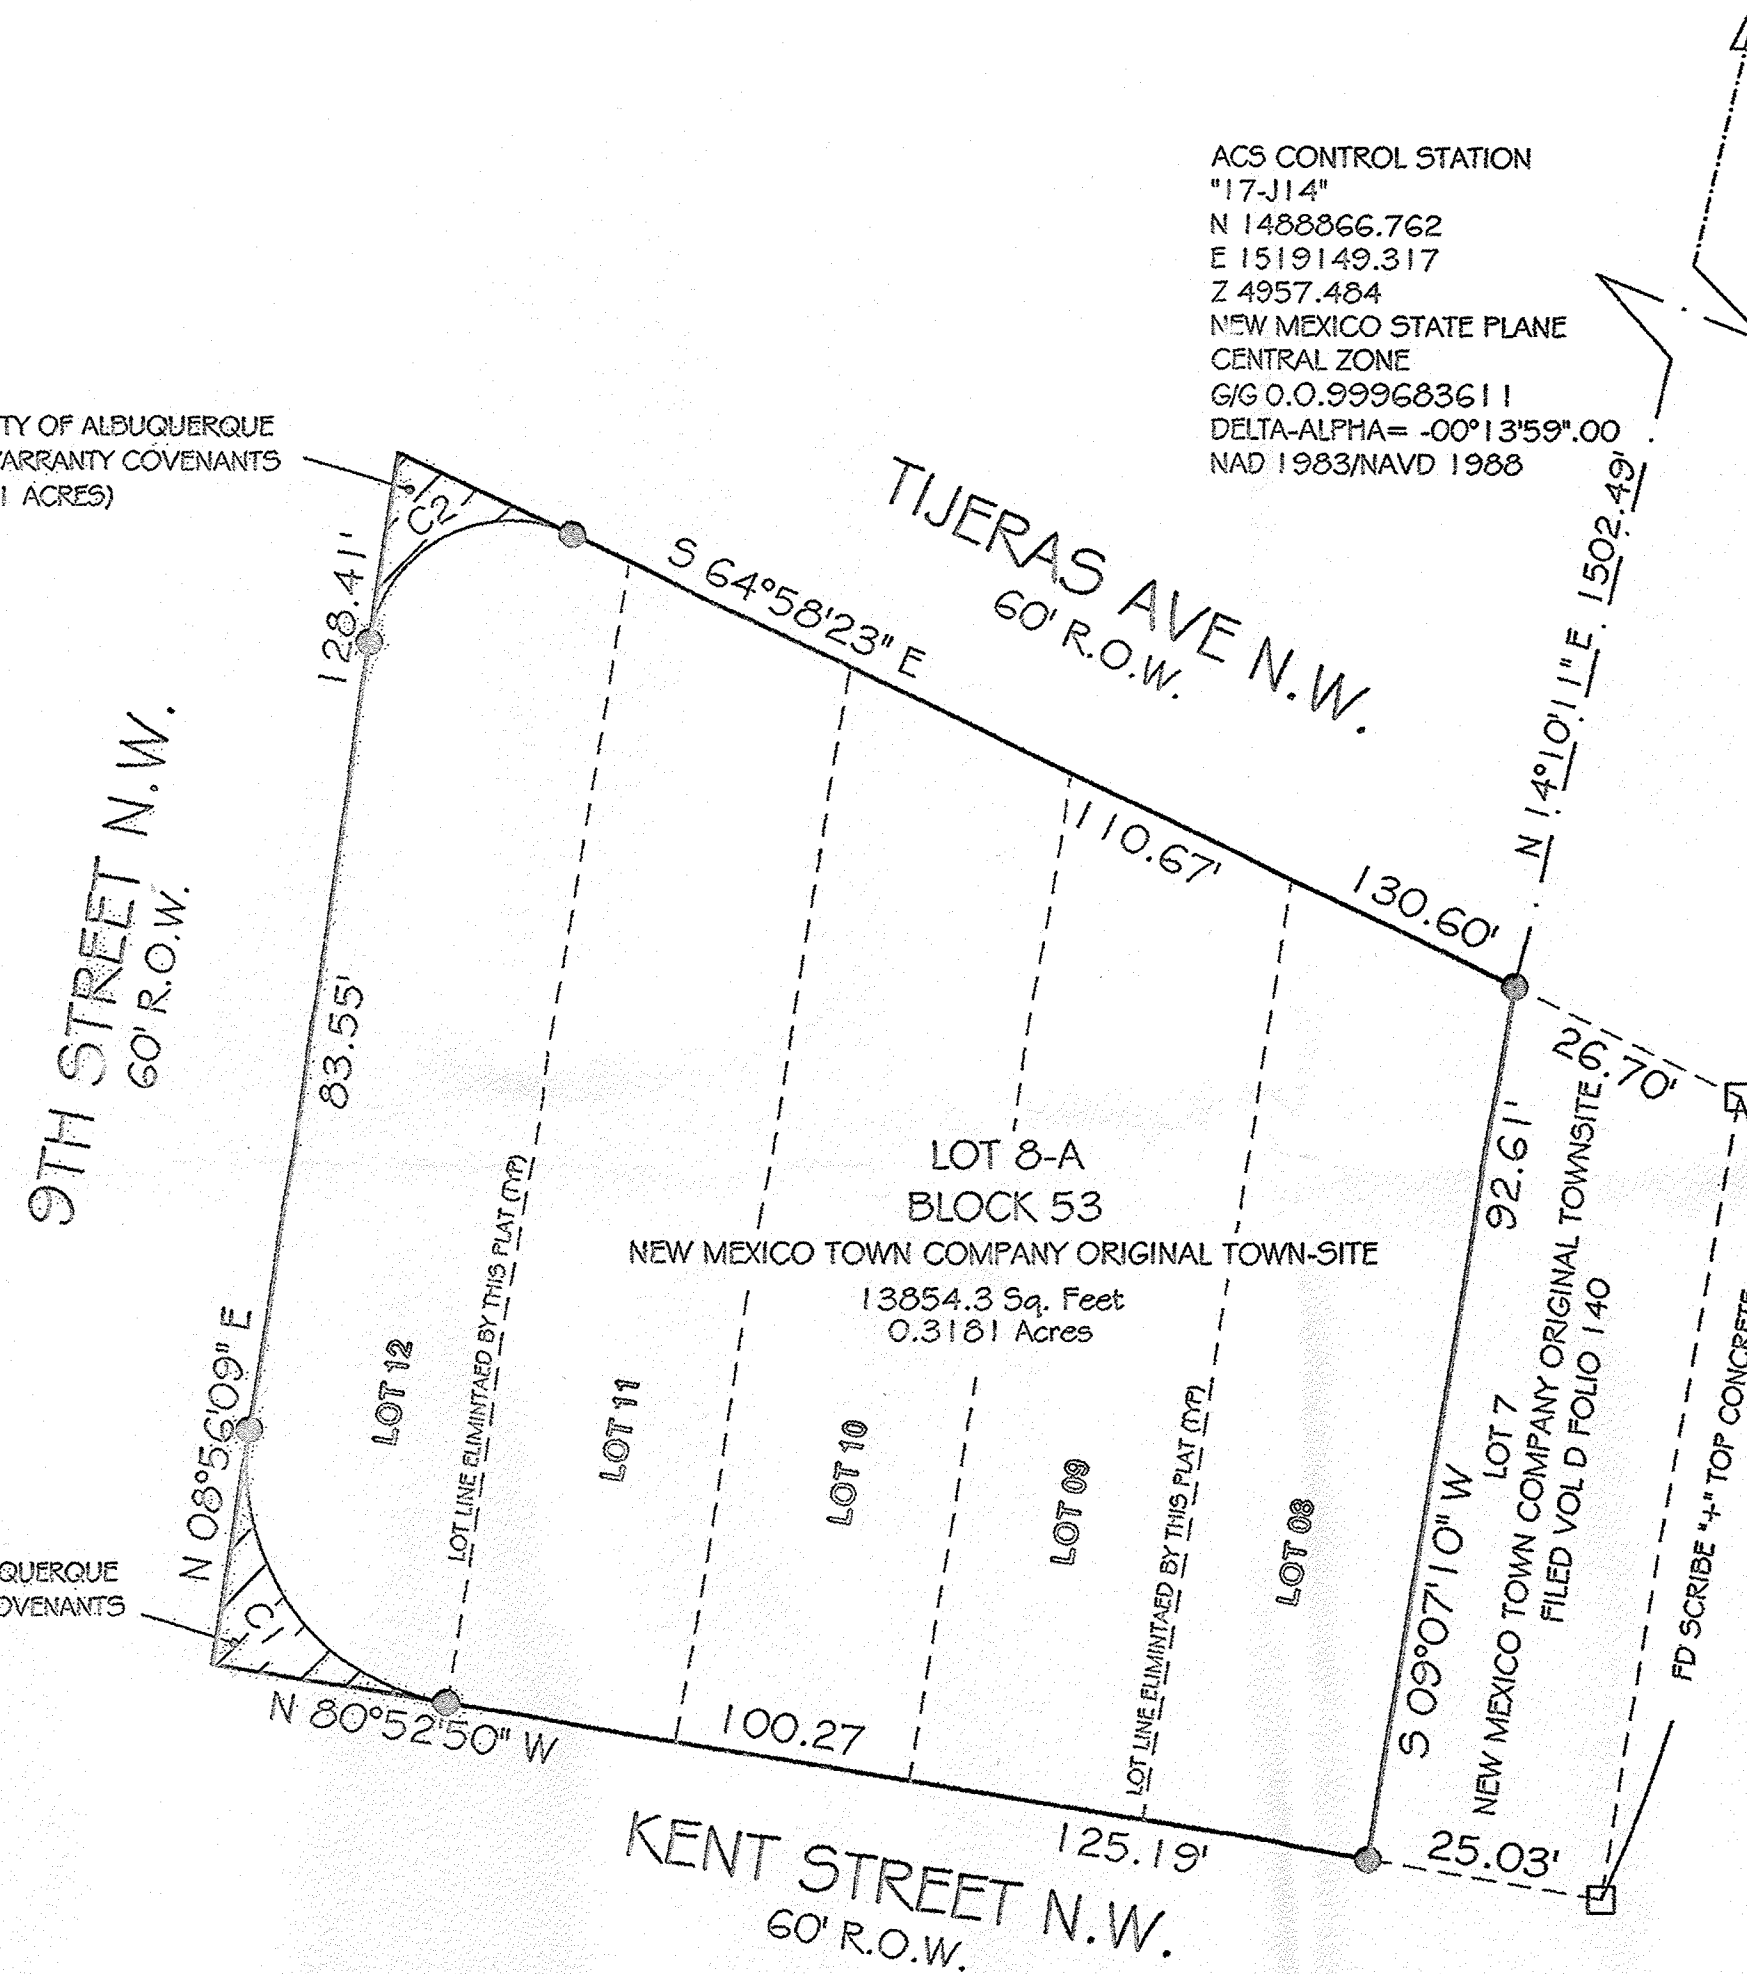 ACS CONTROL STATION
"17-J14"
N 1488866.762
E 1519149.317
Z 4957.484
NEW MEXICO STATE PLANE
CENTRAL ZONE
G/G 0.0.999683611
DELTA-ALPHA= -00°13'59".00
NAD 1983/NAVD 1988
TY OF ALBUQUERQUE
ARRANTY COVENANTS
1 ACRES)
C2
128.41'
S 64°58'23" E
TIJERAS AVE N.W.
60' R.O.W.
N 14°10'11" E 1502.49'
110.67'
130.60'
26.70'
9TH STREET N.W.
60' R.O.W.
83.55'
N 08°56'09" E
92.61'
S 09°07'10" W
LOT 8-A
BLOCK 53
NEW MEXICO TOWN COMPANY ORIGINAL TOWN-SITE
13854.3 Sq. Feet
0.3181 Acres
LOT 12
LOT LINE ELIMINTAED BY THIS PLAT (TYP)
LOT 11
LOT 10
LOT 09
LOT LINE ELIMINTAED BY THIS PLAT (TYP)
LOT 08
LOT 7
NEW MEXICO TOWN COMPANY ORIGINAL TOWNSITE
FILED VOL D FOLIO 140
FD SCRIBE "+" TOP CONCRETE
QUERQUE
OVENANTS
C1
N 80°52'50" W
100.27
125.19'
25.03'
KENT STREET N.W.
60' R.O.W.